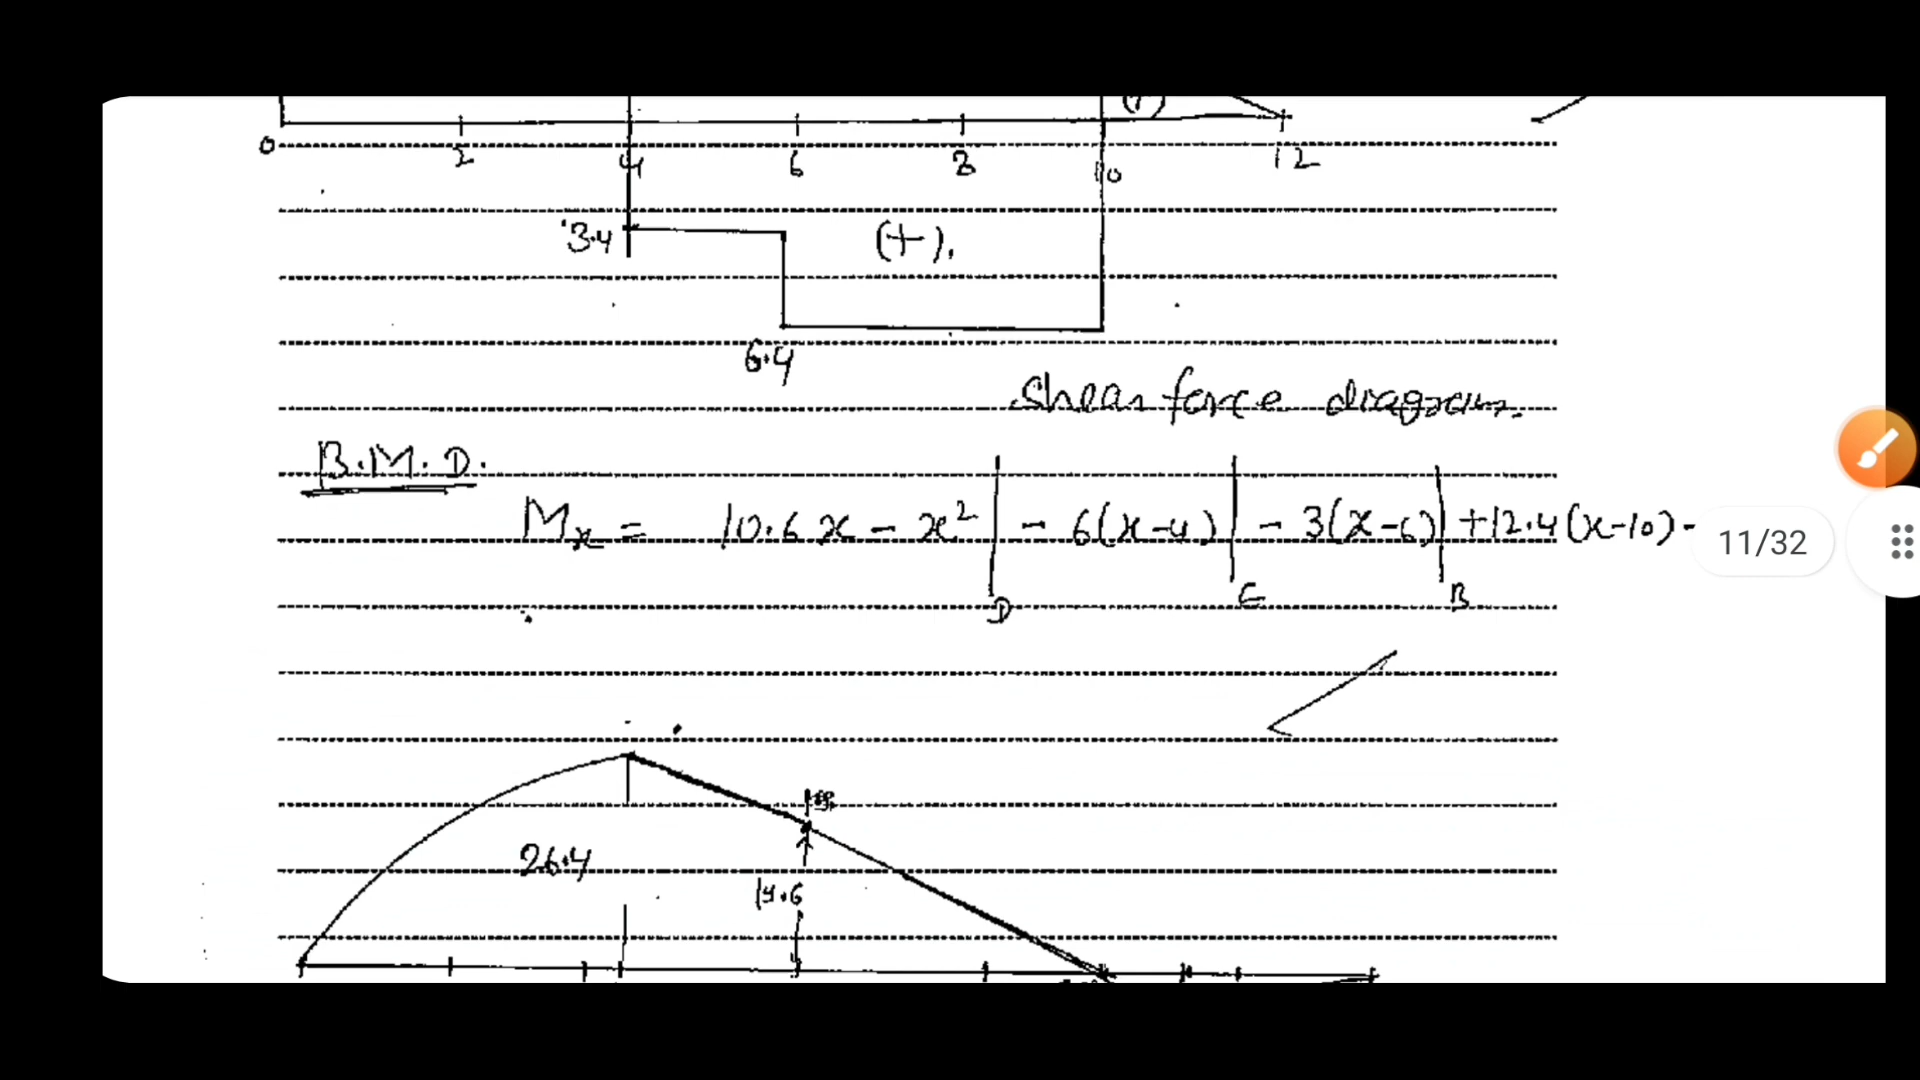 (+)
0 2 4 6 8 10 12
3.4 (+).
6.4
Shear force diagram.
B.M.D.
Mx = 10.6x - x² | - 6(x-4) | - 3(x-6) | +12.4(x-10) -
D C B
11/32
26.4
19.6